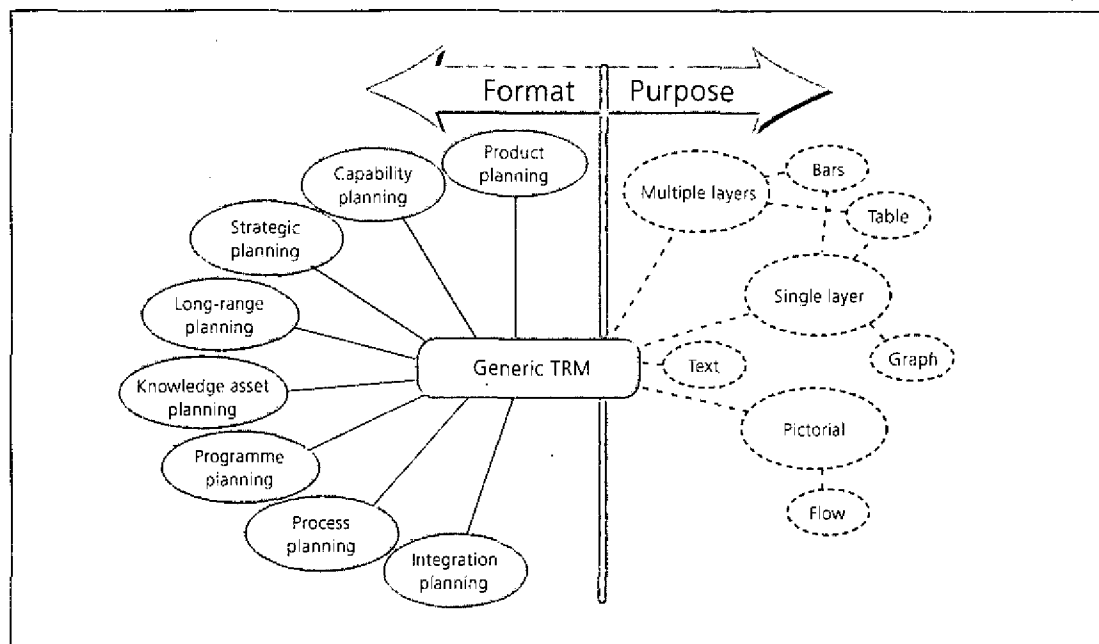 Format
Purpose
Product
planning
Capability
planning
Strategic
planning
Long-range
planning
Knowledge asset
planning
Programme
planning
Process
planning
Integration
planning
Generic TRM
Multiple layers
Bars
Table
Single layer
Graph
Text
Pictorial
Flow